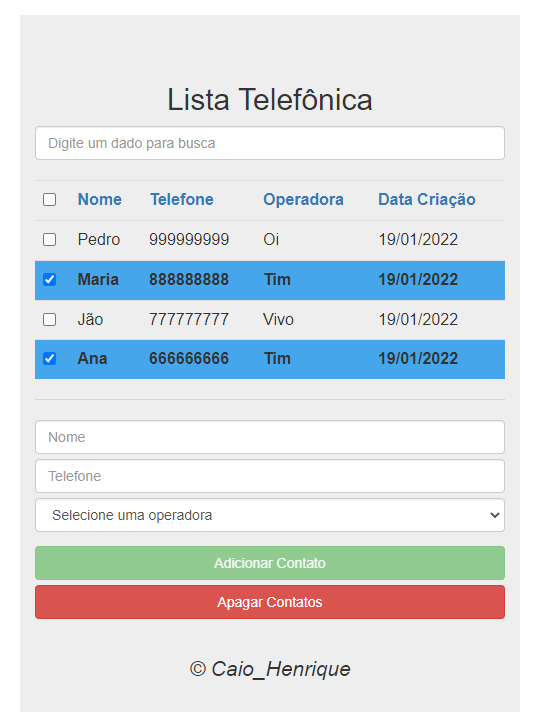 Lista Telefônica
Digite um dado para busca
Nome Telefone Operadora Data Criação
Pedro 999999999 Oi 19/01/2022
Maria 888888888 Tim 19/01/2022
Jão 777777777 Vivo 19/01/2022
Ana 666666666 Tim 19/01/2022
Nome
Telefone
Selecione uma operadora
Adicionar Contato
Apagar Contatos
© Caio_Henrique